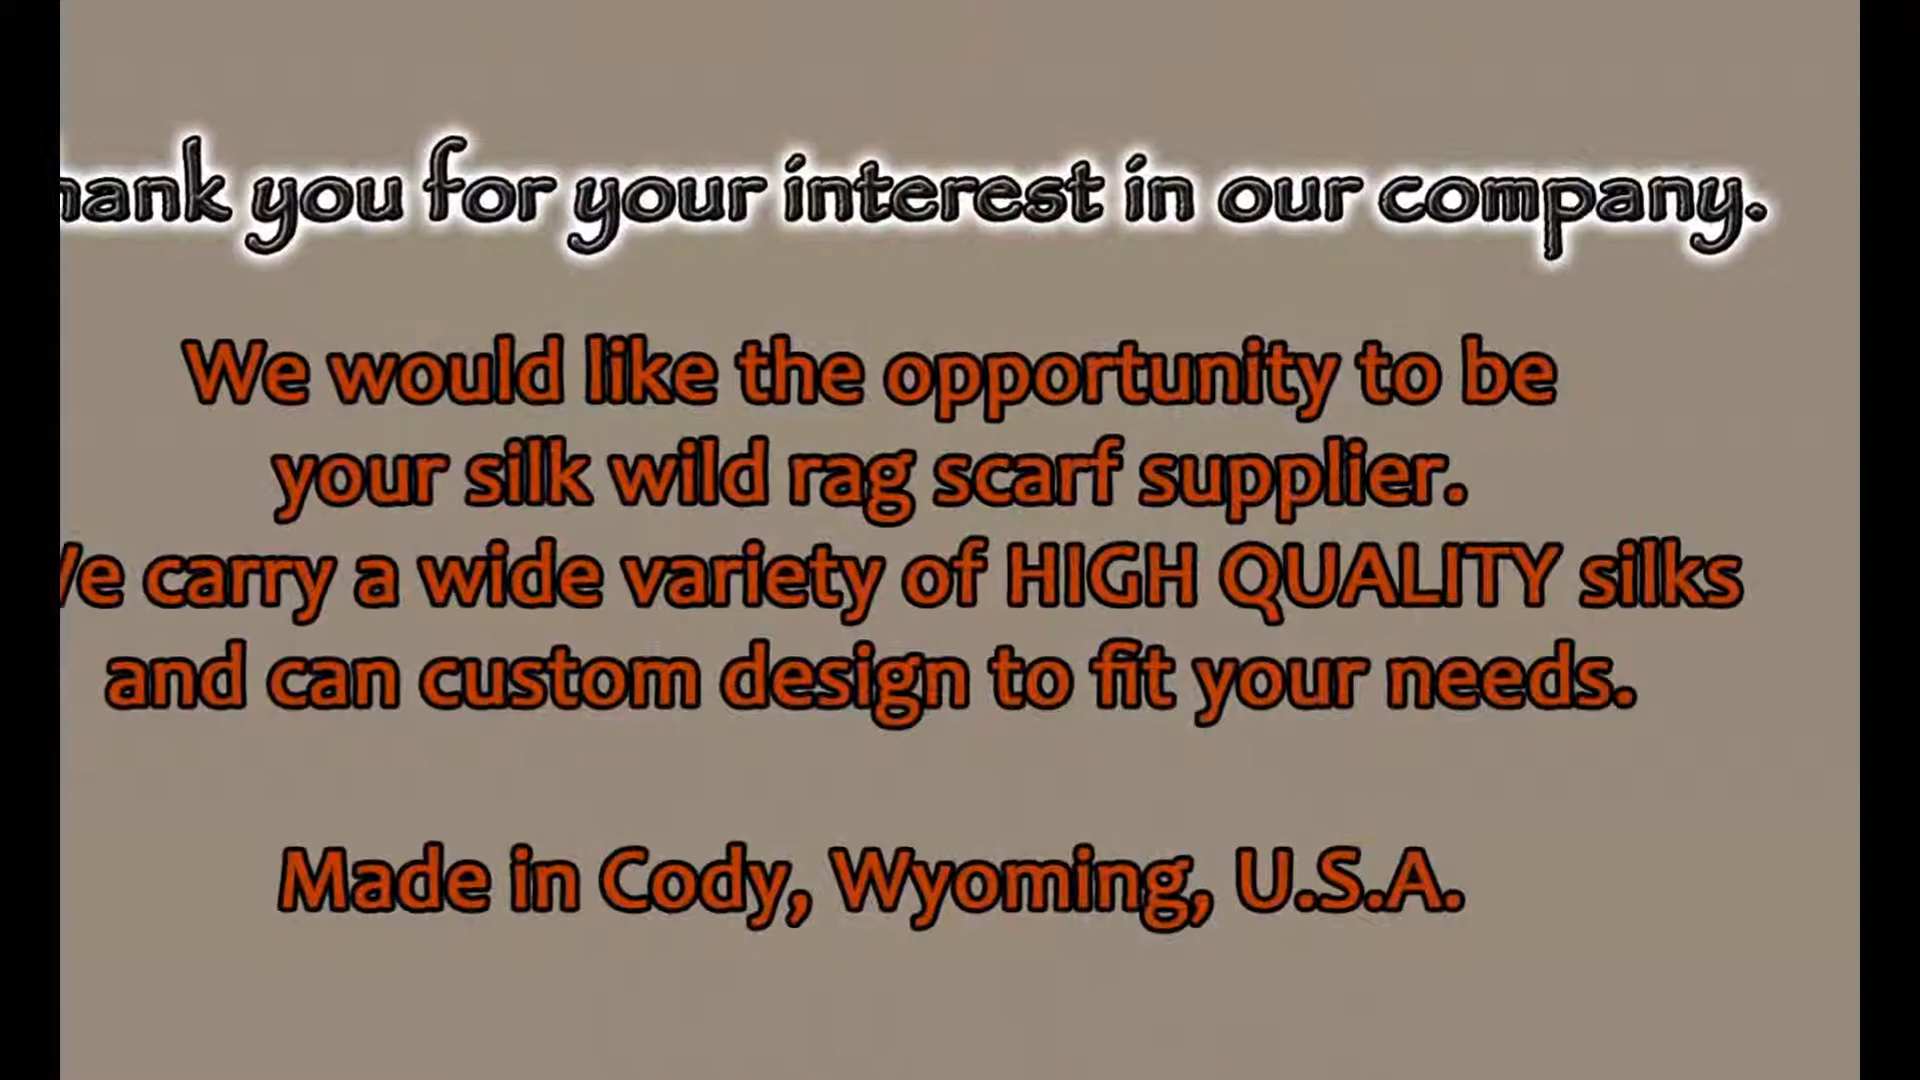 hank you for your interest in our company.
We would like the opportunity to be
your silk wild rag scarf supplier.
We carry a wide variety of HIGH QUALITY silks
and can custom design to fit your needs.
Made in Cody, Wyoming, U.S.A.